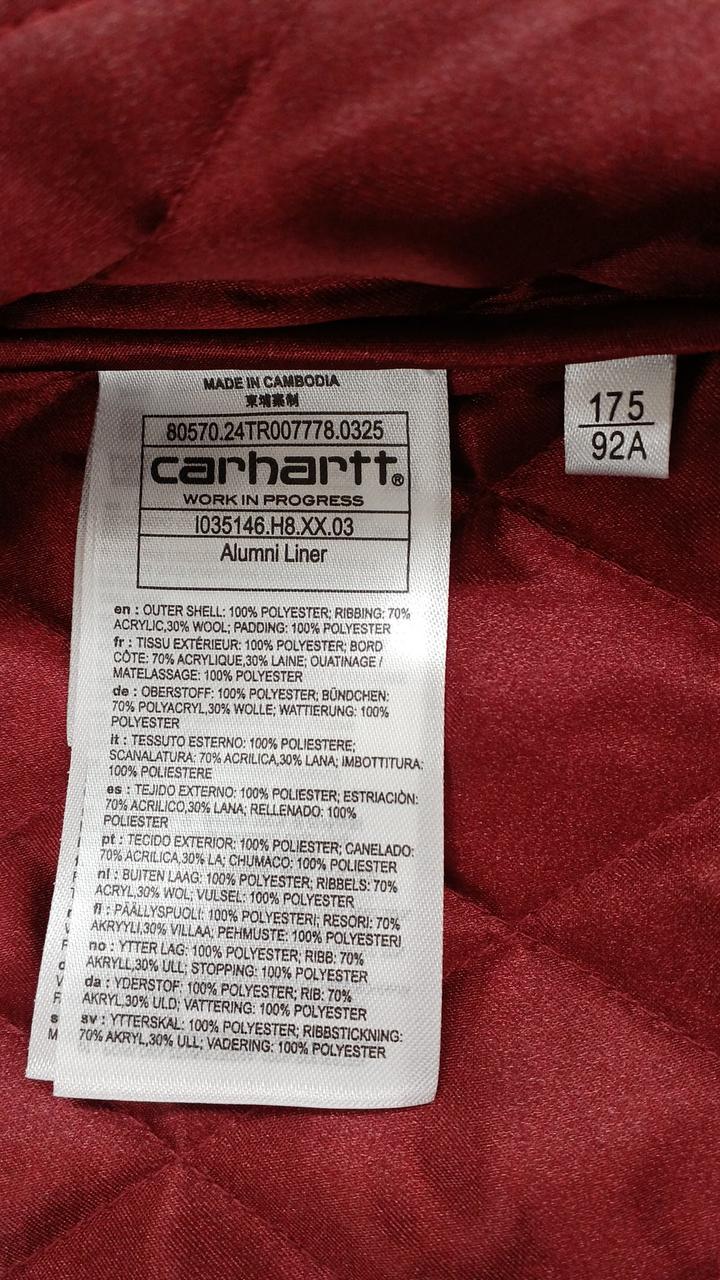 MADE IN CAMBODIA
柬埔寨制
80570.24TR007778.0325
carhartt®
WORK IN PROGRESS
I035146.H8.XX.03
Alumni Liner
en : OUTER SHELL: 100% POLYESTER; RIBBING: 70%
ACRYLIC,30% WOOL; PADDING: 100% POLYESTER
fr : TISSU EXTÉRIEUR: 100% POLYESTER; BORD
CÔTE: 70% ACRYLIQUE,30% LAINE; OUATINAGE /
MATELASSAGE: 100% POLYESTER
de : OBERSTOFF: 100% POLYESTER; BÜNDCHEN:
70% POLYACRYL,30% WOLLE; WATTIERUNG: 100%
POLYESTER
it : TESSUTO ESTERNO: 100% POLIESTERE;
SCANALATURA: 70% ACRILICA,30% LANA; IMBOTTITURA:
100% POLIESTERE
es : TEJIDO EXTERNO: 100% POLIESTER; ESTRIACIÒN:
70% ACRILICO,30% LANA; RELLENADO: 100%
POLIESTER
pt : TECIDO EXTERIOR: 100% POLIESTER; CANELADO:
70% ACRILICA,30% LA; CHUMACO: 100% POLIESTER
nl : BUITEN LAAG: 100% POLYESTER; RIBBELS: 70%
ACRYL,30% WOL; VULSEL: 100% POLYESTER
fi : PÄÄLLYSPUOLI: 100% POLYESTERI; RESORI: 70%
AKRYYLI,30% VILLAA; PEHMUSTE: 100% POLYESTERI
no : YTTER LAG: 100% POLYESTER; RIBB: 70%
AKRYLL,30% ULL; STOPPING: 100% POLYESTER
da : YDERSTOF: 100% POLYESTER; RIB: 70%
AKRYL,30% ULD; VATTERING: 100% POLYESTER
sv : YTTERSKAL: 100% POLYESTER; RIBBSTICKNING:
70% AKRYL,30% ULL; VADERING: 100% POLYESTER
175
92A